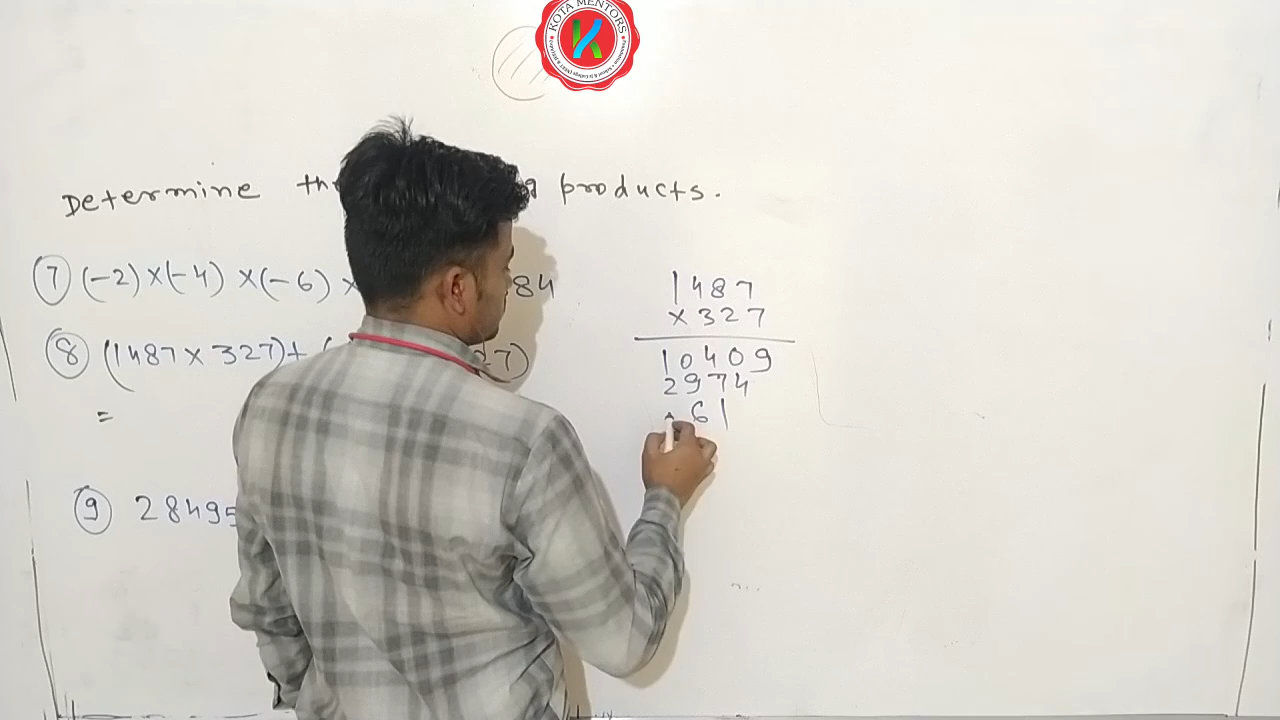 KOTA MENTORS
Determine products.
7 (-2)×(-4)×(-6)× 84
8 (1487×327)+( 27)
=
9 28495
1487
×327
10409
2974
61